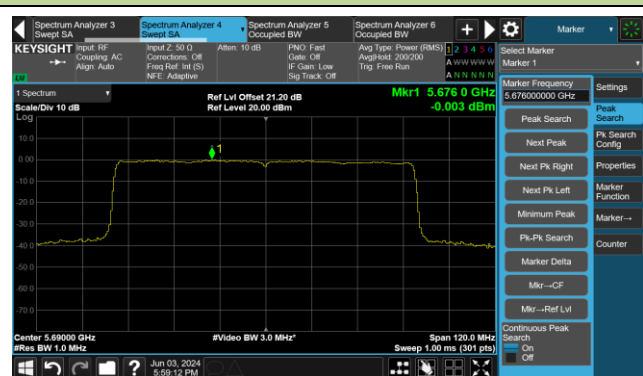 Spectrum Analyzer 3
Swept SA
Spectrum Analyzer 4
Swept SA
Spectrum Analyzer 5
Occupied BW
Spectrum Analyzer 6
Occupied BW
Marker
KEYSIGHT
Input: RF
Coupling: AC
Align: Auto
Input Z: 50 Ω
Corrections: Off
Freq Ref: Int (S)
NFE: Adaptive
Atten: 10 dB
PNO: Fast
Gate: Off
IF Gain: Low
Sig Track: Off
Avg Type: Power (RMS)
Avg|Hold: 200/200
Trig: Free Run
1 2 3 4 5 6
A W W W W W
A N N N N N
Select Marker
Marker 1
1 Spectrum
Scale/Div 10 dB
Ref Lvl Offset 21.20 dB
Ref Level 20.00 dBm
Mkr1 5.676 0 GHz
-0.003 dBm
Log
10.0
0.00
-10.0
-20.0
-30.0
-40.0
-50.0
-60.0
-70.0
1
Center 5.69000 GHz
#Res BW 1.0 MHz
#Video BW 3.0 MHz*
Span 120.0 MHz
Sweep 1.00 ms (301 pts)
Marker Frequency
5.676000000 GHz
Peak Search
Next Peak
Next Pk Right
Next Pk Left
Minimum Peak
Pk-Pk Search
Marker Delta
Mkr→CF
Mkr→Ref Lvl
Continuous Peak
Search
On
Off
Settings
Peak
Search
Pk Search
Config
Properties
Marker
Function
Marker→
Counter
Jun 03, 2024
5:59:12 PM